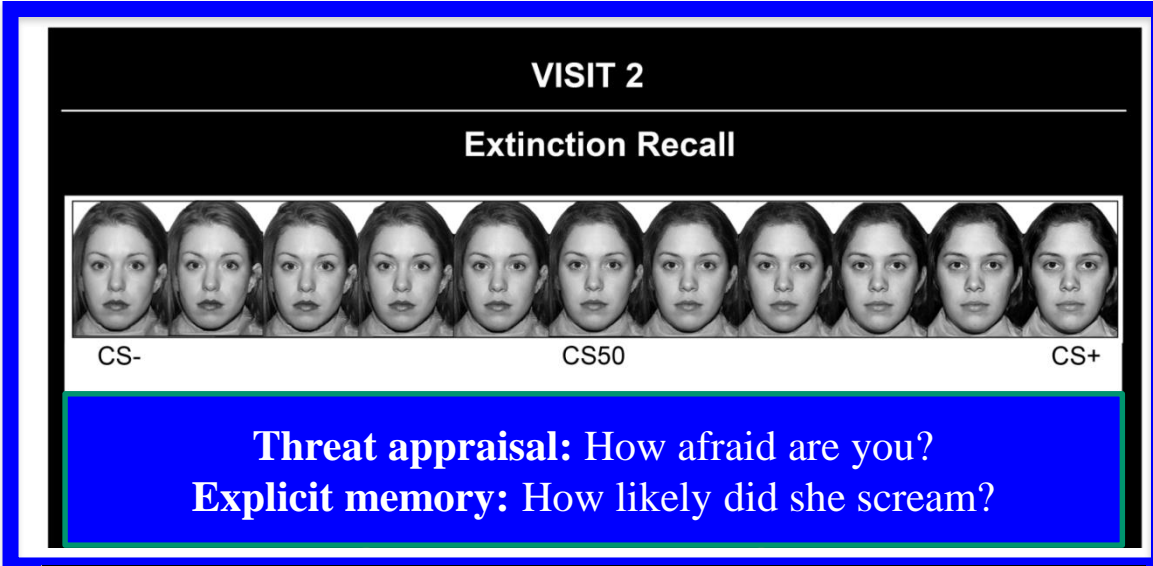 VISIT 2
Extinction Recall
CS- CS50 CS+
Threat appraisal: How afraid are you?
Explicit memory: How likely did she scream?